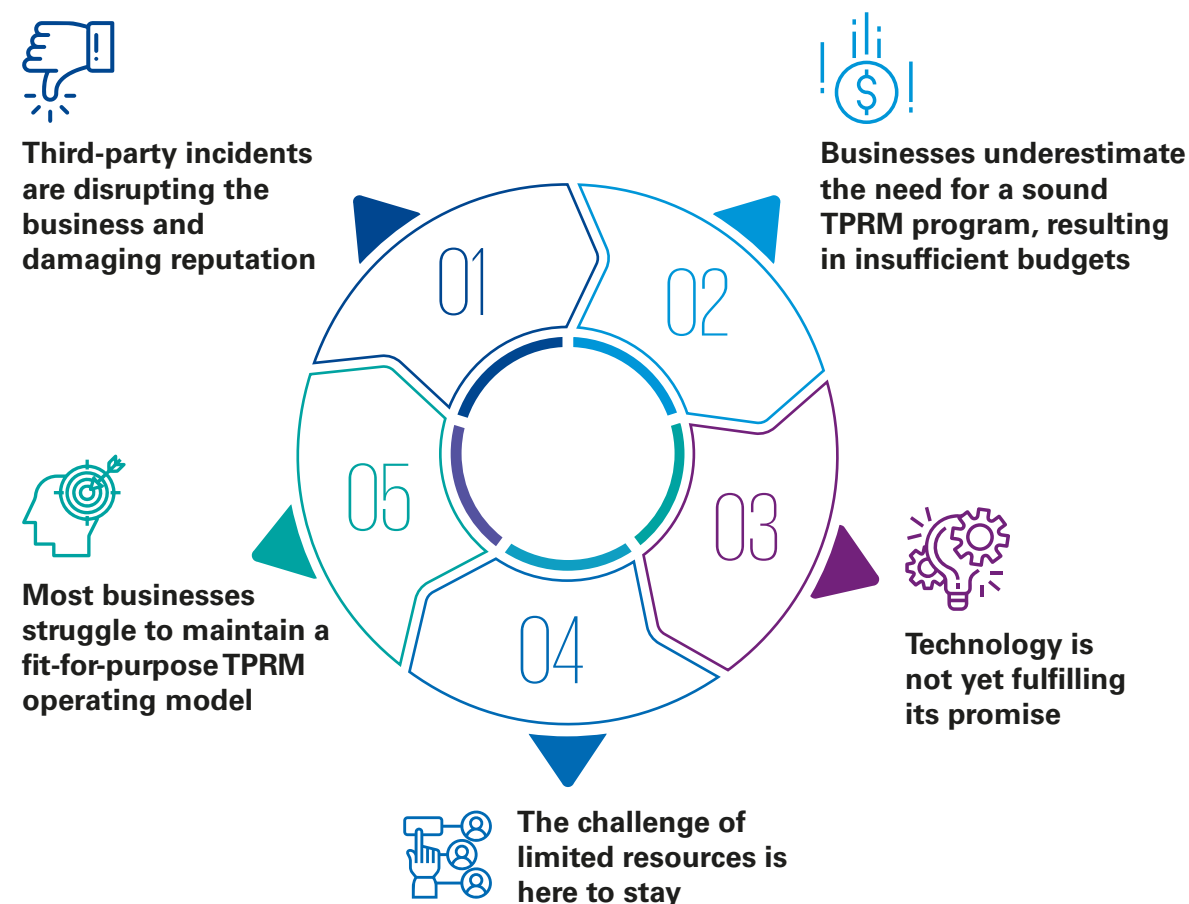 Third-party incidents
are disrupting the
business and
damaging reputation
Businesses underestimate
the need for a sound
TPRM program, resulting
in insufficient budgets
01
02
03
04
05
Technology is
not yet fulfilling
its promise
The challenge of
limited resources is
here to stay
Most businesses
struggle to maintain a
fit-for-purpose TPRM
operating model